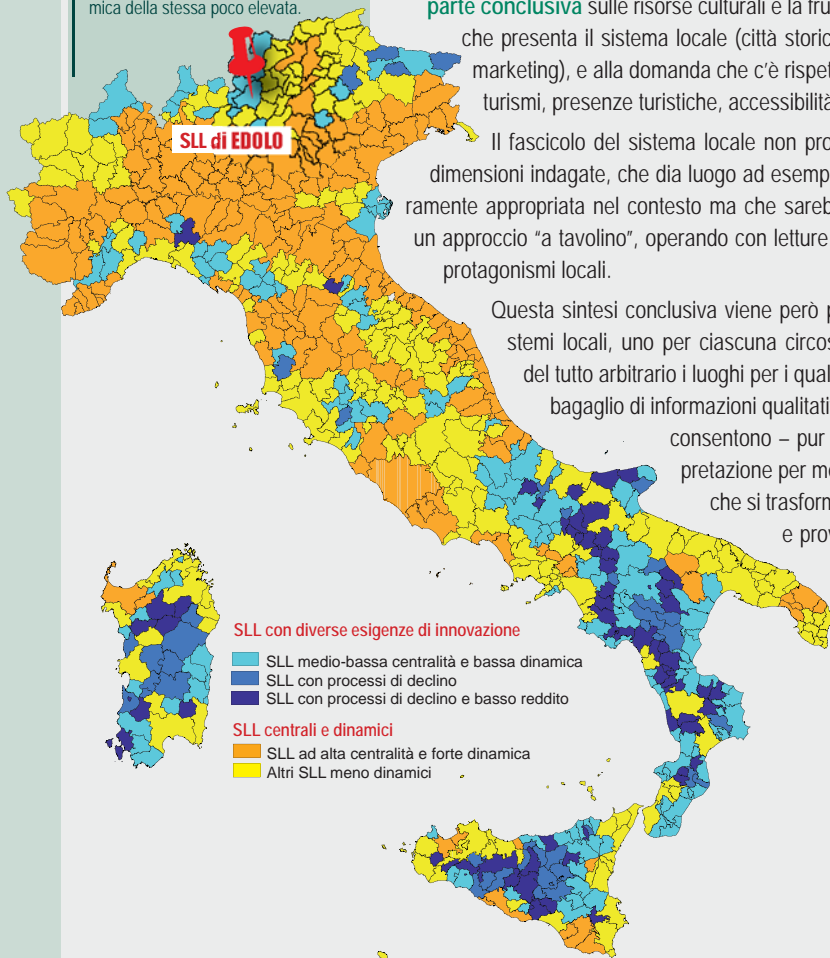 mica della stessa poco elevata.
parte conclusiva sulle risorse culturali e la fru
che presenta il sistema locale (città storic
marketing), e alla domanda che c'è rispet
turismi, presenze turistiche, accessibilità
Il fascicolo del sistema locale non pro
dimensioni indagate, che dia luogo ad esemp
ramente appropriata nel contesto ma che sareb
un approccio "a tavolino", operando con letture
protagonismi locali.
Questa sintesi conclusiva viene però p
stemi locali, uno per ciascuna circos
del tutto arbitrario i luoghi per i qual
bagaglio di informazioni qualitati
consentono – pur
pretazione per me
che si trasform
e prov
SLL di EDOLO
SLL con diverse esigenze di innovazione
SLL medio-bassa centralità e bassa dinamica
SLL con processi di declino
SLL con processi di declino e basso reddito
SLL centrali e dinamici
SLL ad alta centralità e forte dinamica
Altri SLL meno dinamici